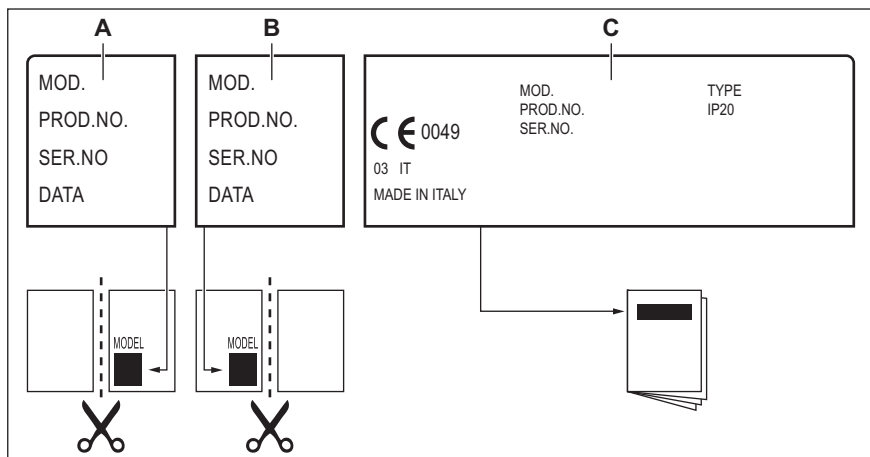 A
B
C
MOD.
PROD.NO.
SER.NO
DATA
MOD.
PROD.NO.
SER.NO
DATA
MOD.
PROD.NO.
SER.NO.
TYPE
IP20
CE 0049
03 IT
MADE IN ITALY
MODEL
MODEL